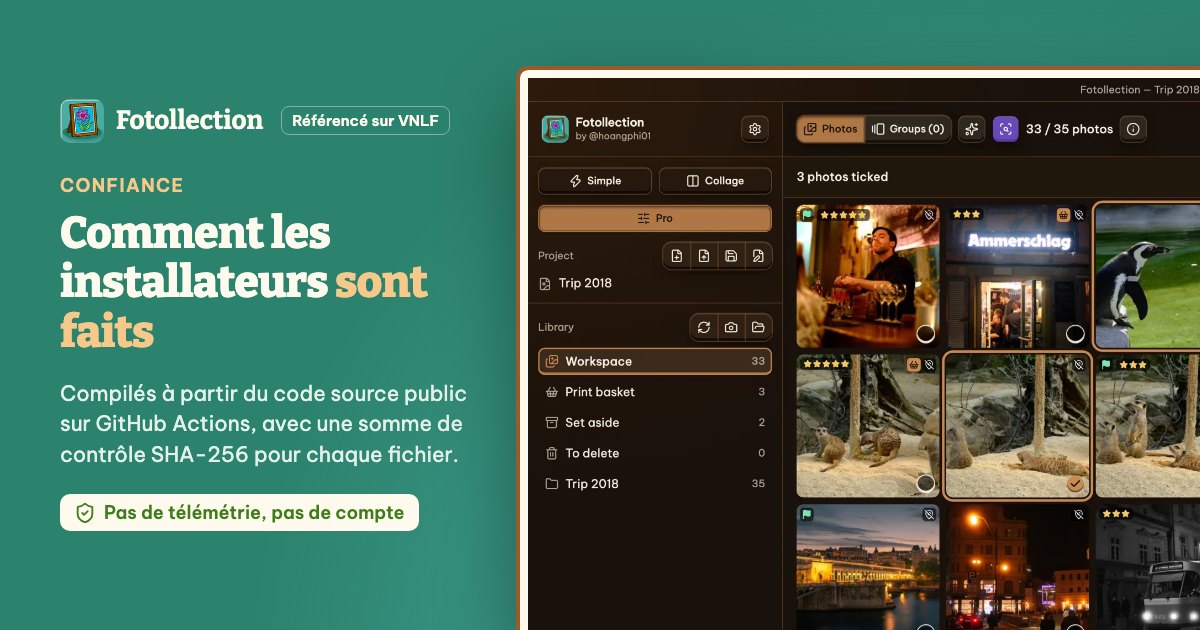 Fotollection
Référencé sur VNLF
CONFIANCE
Comment les
installateurs sont
faits
Compilés à partir du code source public
sur GitHub Actions, avec une somme de
contrôle SHA-256 pour chaque fichier.
Pas de télémétrie, pas de compte
Fotollection — Trip 2018
Fotollection
by @hoangphi01
Photos
Groups (0)
33 / 35 photos
Simple
Collage
Pro
3 photos ticked
Project
Trip 2018
Library
Workspace 33
Print basket 3
Set aside 2
To delete 0
Trip 2018 35
Ammerschlag